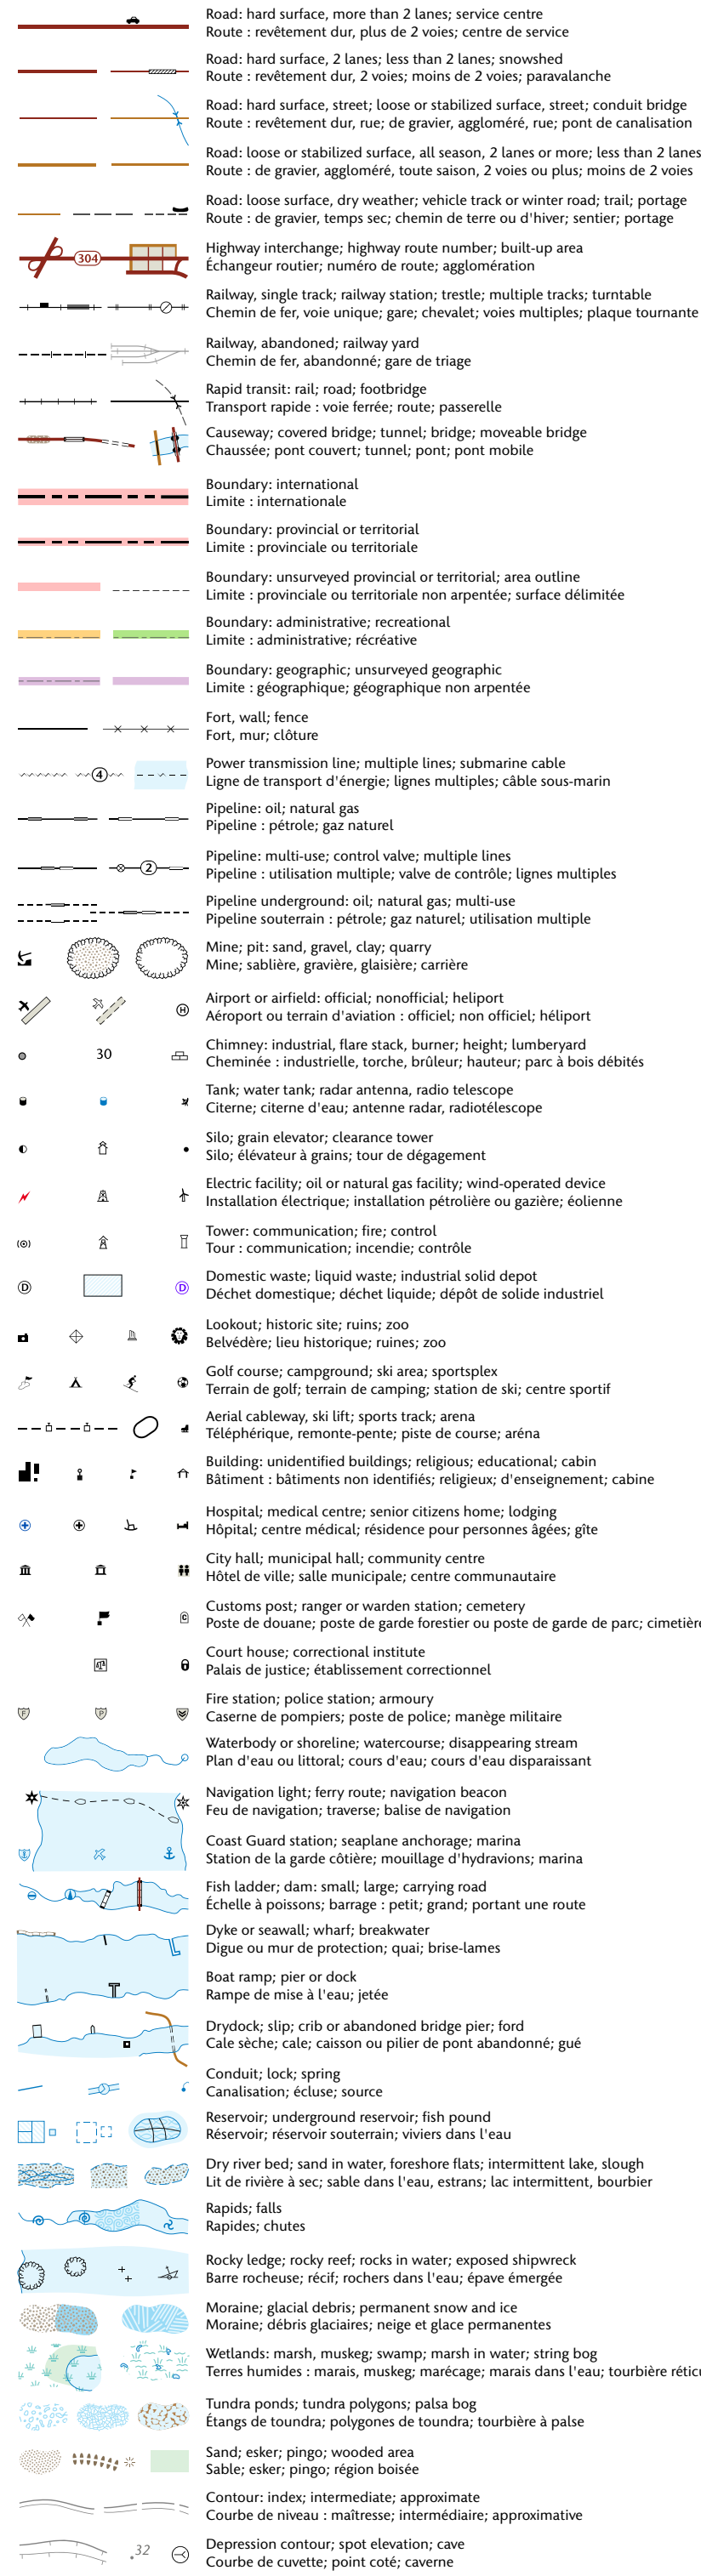 Road: hard surface, more than 2 lanes; service centre
Route : revêtement dur, plus de 2 voies; centre de service
Road: hard surface, 2 lanes; less than 2 lanes; snowshed
Route : revêtement dur, 2 voies; moins de 2 voies; paravalanche
Road: hard surface, street; loose or stabilized surface, street; conduit bridge
Route : revêtement dur, rue; de gravier, aggloméré, rue; pont de canalisation
Road: loose or stabilized surface, all season, 2 lanes or more; less than 2 lanes
Route : de gravier, aggloméré, toute saison, 2 voies ou plus; moins de 2 voies
Road: loose surface, dry weather; vehicle track or winter road; trail; portage
Route : de gravier, temps sec; chemin de terre ou d'hiver; sentier; portage
304
Highway interchange; highway route number; built-up area
Échangeur routier; numéro de route; agglomération
Railway, single track; railway station; trestle; multiple tracks; turntable
Chemin de fer, voie unique; gare; chevalet; voies multiples; plaque tournante
Railway, abandoned; railway yard
Chemin de fer, abandonné; gare de triage
Rapid transit: rail; road; footbridge
Transport rapide : voie ferrée; route; passerelle
Causeway; covered bridge; tunnel; bridge; moveable bridge
Chaussée; pont couvert; tunnel; pont; pont mobile
Boundary: international
Limite : internationale
Boundary: provincial or territorial
Limite : provinciale ou territoriale
Boundary: unsurveyed provincial or territorial; area outline
Limite : provinciale ou territoriale non arpentée; surface délimitée
Boundary: administrative; recreational
Limite : administrative; récréative
Boundary: geographic; unsurveyed geographic
Limite : géographique; géographique non arpentée
Fort, wall; fence
Fort, mur; clôture
4
Power transmission line; multiple lines; submarine cable
Ligne de transport d'énergie; lignes multiples; câble sous-marin
Pipeline: oil; natural gas
Pipeline : pétrole; gaz naturel
2
Pipeline: multi-use; control valve; multiple lines
Pipeline : utilisation multiple; valve de contrôle; lignes multiples
Pipeline underground: oil; natural gas; multi-use
Pipeline souterrain : pétrole; gaz naturel; utilisation multiple
Mine; pit: sand, gravel, clay; quarry
Mine; sablière, gravière, glaisière; carrière
H
Airport or airfield: official; nonofficial; heliport
Aéroport ou terrain d'aviation : officiel; non officiel; héliport
30
Chimney: industrial, flare stack, burner; height; lumberyard
Cheminée : industrielle, torche, brûleur; hauteur; parc à bois débités
Tank; water tank; radar antenna, radio telescope
Citerne; citerne d'eau; antenne radar, radiotélescope
Silo; grain elevator; clearance tower
Silo; élévateur à grains; tour de dégagement
Electric facility; oil or natural gas facility; wind-operated device
Installation électrique; installation pétrolière ou gazière; éolienne
Tower: communication; fire; control
Tour : communication; incendie; contrôle
D D
Domestic waste; liquid waste; industrial solid depot
Déchet domestique; déchet liquide; dépôt de solide industriel
Lookout; historic site; ruins; zoo
Belvédère; lieu historique; ruines; zoo
Golf course; campground; ski area; sportsplex
Terrain de golf; terrain de camping; station de ski; centre sportif
Aerial cableway, ski lift; sports track; arena
Téléphérique, remonte-pente; piste de course; aréna
Building: unidentified buildings; religious; educational; cabin
Bâtiment : bâtiments non identifiés; religieux; d'enseignement; cabine
Hospital; medical centre; senior citizens home; lodging
Hôpital; centre médical; résidence pour personnes âgées; gîte
City hall; municipal hall; community centre
Hôtel de ville; salle municipale; centre communautaire
C
Customs post; ranger or warden station; cemetery
Poste de douane; poste de garde forestier ou poste de garde de parc; cimetière
Court house; correctional institute
Palais de justice; établissement correctionnel
F P
Fire station; police station; armoury
Caserne de pompiers; poste de police; manège militaire
Waterbody or shoreline; watercourse; disappearing stream
Plan d'eau ou littoral; cours d'eau; cours d'eau disparaissant
Navigation light; ferry route; navigation beacon
Feu de navigation; traverse; balise de navigation
Coast Guard station; seaplane anchorage; marina
Station de la garde côtière; mouillage d'hydravions; marina
Fish ladder; dam: small; large; carrying road
Échelle à poissons; barrage : petit; grand; portant une route
Dyke or seawall; wharf; breakwater
Digue ou mur de protection; quai; brise-lames
Boat ramp; pier or dock
Rampe de mise à l'eau; jetée
Drydock; slip; crib or abandoned bridge pier; ford
Cale sèche; cale; caisson ou pilier de pont abandonné; gué
Conduit; lock; spring
Canalisation; écluse; source
Reservoir; underground reservoir; fish pound
Réservoir; réservoir souterrain; viviers dans l'eau
Dry river bed; sand in water, foreshore flats; intermittent lake, slough
Lit de rivière à sec; sable dans l'eau, estrans; lac intermittent, bourbier
Rapids; falls
Rapides; chutes
Rocky ledge; rocky reef; rocks in water; exposed shipwreck
Barre rocheuse; récif; rochers dans l'eau; épave émergée
Moraine; glacial debris; permanent snow and ice
Moraine; débris glaciaires; neige et glace permanentes
Wetlands: marsh, muskeg; swamp; marsh in water; string bog
Terres humides : marais, muskeg; marécage; marais dans l'eau; tourbière
Tundra ponds; tundra polygons; palsa bog
Étangs de toundra; polygones de toundra; tourbière à palse
Sand; esker; pingo; wooded area
Sable; esker; pingo; région boisée
Contour: index; intermediate; approximate
Courbe de niveau : maîtresse; intermédiaire; approximative
32
Depression contour; spot elevation; cave
Courbe de cuvette; point coté; caverne